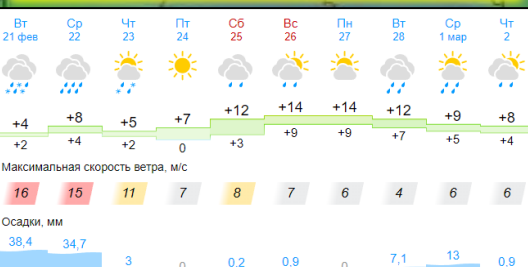 Вт Ср Чт Пт Сб Вс Пн Вт Ср Чт
21 фев 22 23 24 25 26 27 28 1 мар 2
+4 +8 +5 +7 +12 +14 +14 +12 +9 +8
+2 +4 +2 0 +3 +9 +9 +7 +5 +4
Максимальная скорость ветра, м/с
16 15 11 7 8 7 6 4 6 6
Осадки, мм
38,4 34,7 3 0 0,2 0,9 0 7,1 13 0,9